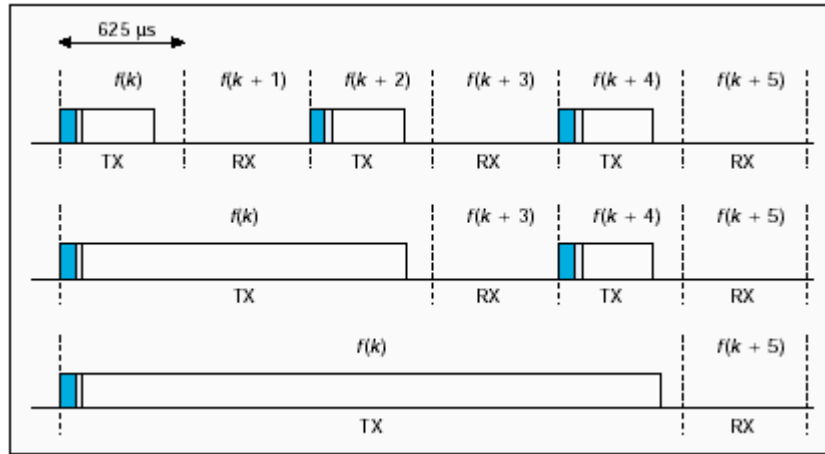 625 µs
f(k) f(k + 1) f(k + 2) f(k + 3) f(k + 4) f(k + 5)
TX RX TX RX TX RX
f(k) f(k + 3) f(k + 4) f(k + 5)
TX RX TX RX
f(k) f(k + 5)
TX RX